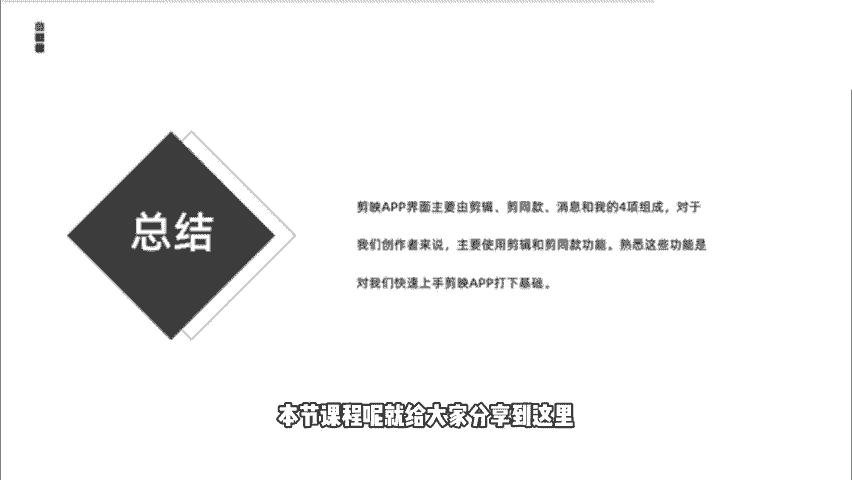 总结
剪映APP界面主要由剪辑、剪同款、消息和我的4项组成，对于
我们创作者来说，主要使用剪辑和剪同款功能。熟悉这些功能是
对我们快速上手剪映APP打下基础。
本节课程呢就给大家分享到这里